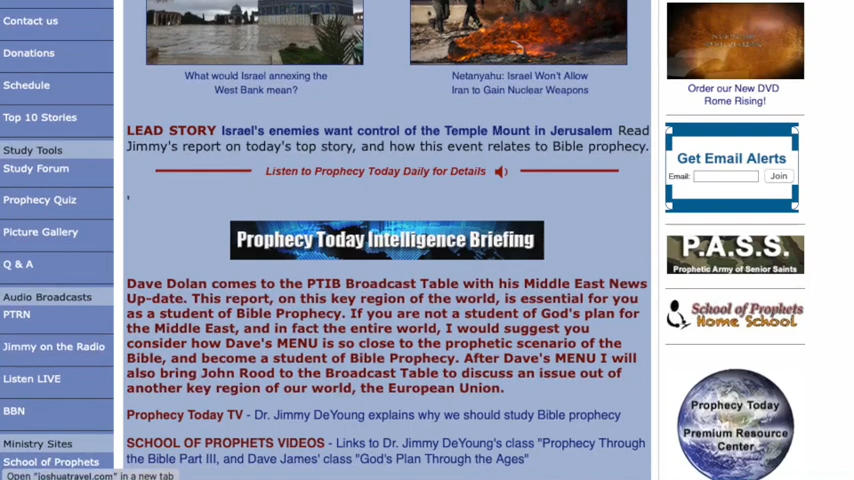 Contact us
Donations
Schedule
Top 10 Stories
Study Tools
Study Forum
Prophecy Quiz
Picture Gallery
Q & A
Audio Broadcasts
PTRN
Jimmy on the Radio
Listen LIVE
BBN
Ministry Sites
School of Prophets
Open "joshuatravel.com" in a new tab
What would Israel annexing the
West Bank mean?
Netanyahu: Israel Won't Allow
Iran to Gain Nuclear Weapons
LEAD STORY Israel's enemies want control of the Temple Mount in Jerusalem Read
Jimmy's report on today's top story, and how this event relates to Bible prophecy.
Listen to Prophecy Today Daily for Details
'
Prophecy Today Intelligence Briefing
Dave Dolan comes to the PTIB Broadcast Table with his Middle East News
Up-date. This report, on this key region of the world, is essential for you
as a student of Bible Prophecy. If you are not a student of God's plan for
the Middle East, and in fact the entire world, I would suggest you
consider how Dave's MENU is so close to the prophetic scenario of the
Bible, and become a student of Bible Prophecy. After Dave's MENU I will
also bring John Rood to the Broadcast Table to discuss an issue out of
another key region of our world, the European Union.
Prophecy Today TV - Dr. Jimmy DeYoung explains why we should study Bible prophecy
SCHOOL OF PROPHETS VIDEOS - Links to Dr. Jimmy DeYoung's class "Prophecy Through
the Bible Part III, and Dave James' class "God's Plan Through the Ages"
Order our New DVD
Rome Rising!
Get Email Alerts
Email:
Join
P.A.S.S.
Prophetic Army of Senior Saints
School of Prophets
Home School
Prophecy Today
Premium Resource
Center